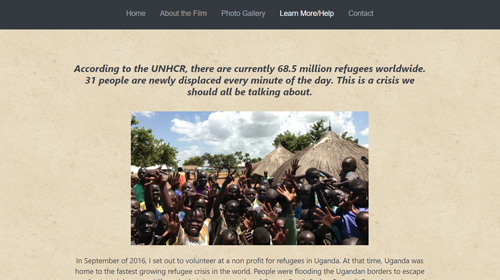 Home About the Film Photo Gallery Learn More/Help Contact
According to the UNHCR, there are currently 68.5 million refugees worldwide.
31 people are newly displaced every minute of the day. This is a crisis we
should all be talking about.
In September of 2016, I set out to volunteer at a non profit for refugees in Uganda. At that time, Uganda was
home to the fastest growing refugee crisis in the world. People were flooding the Ugandan borders to escape